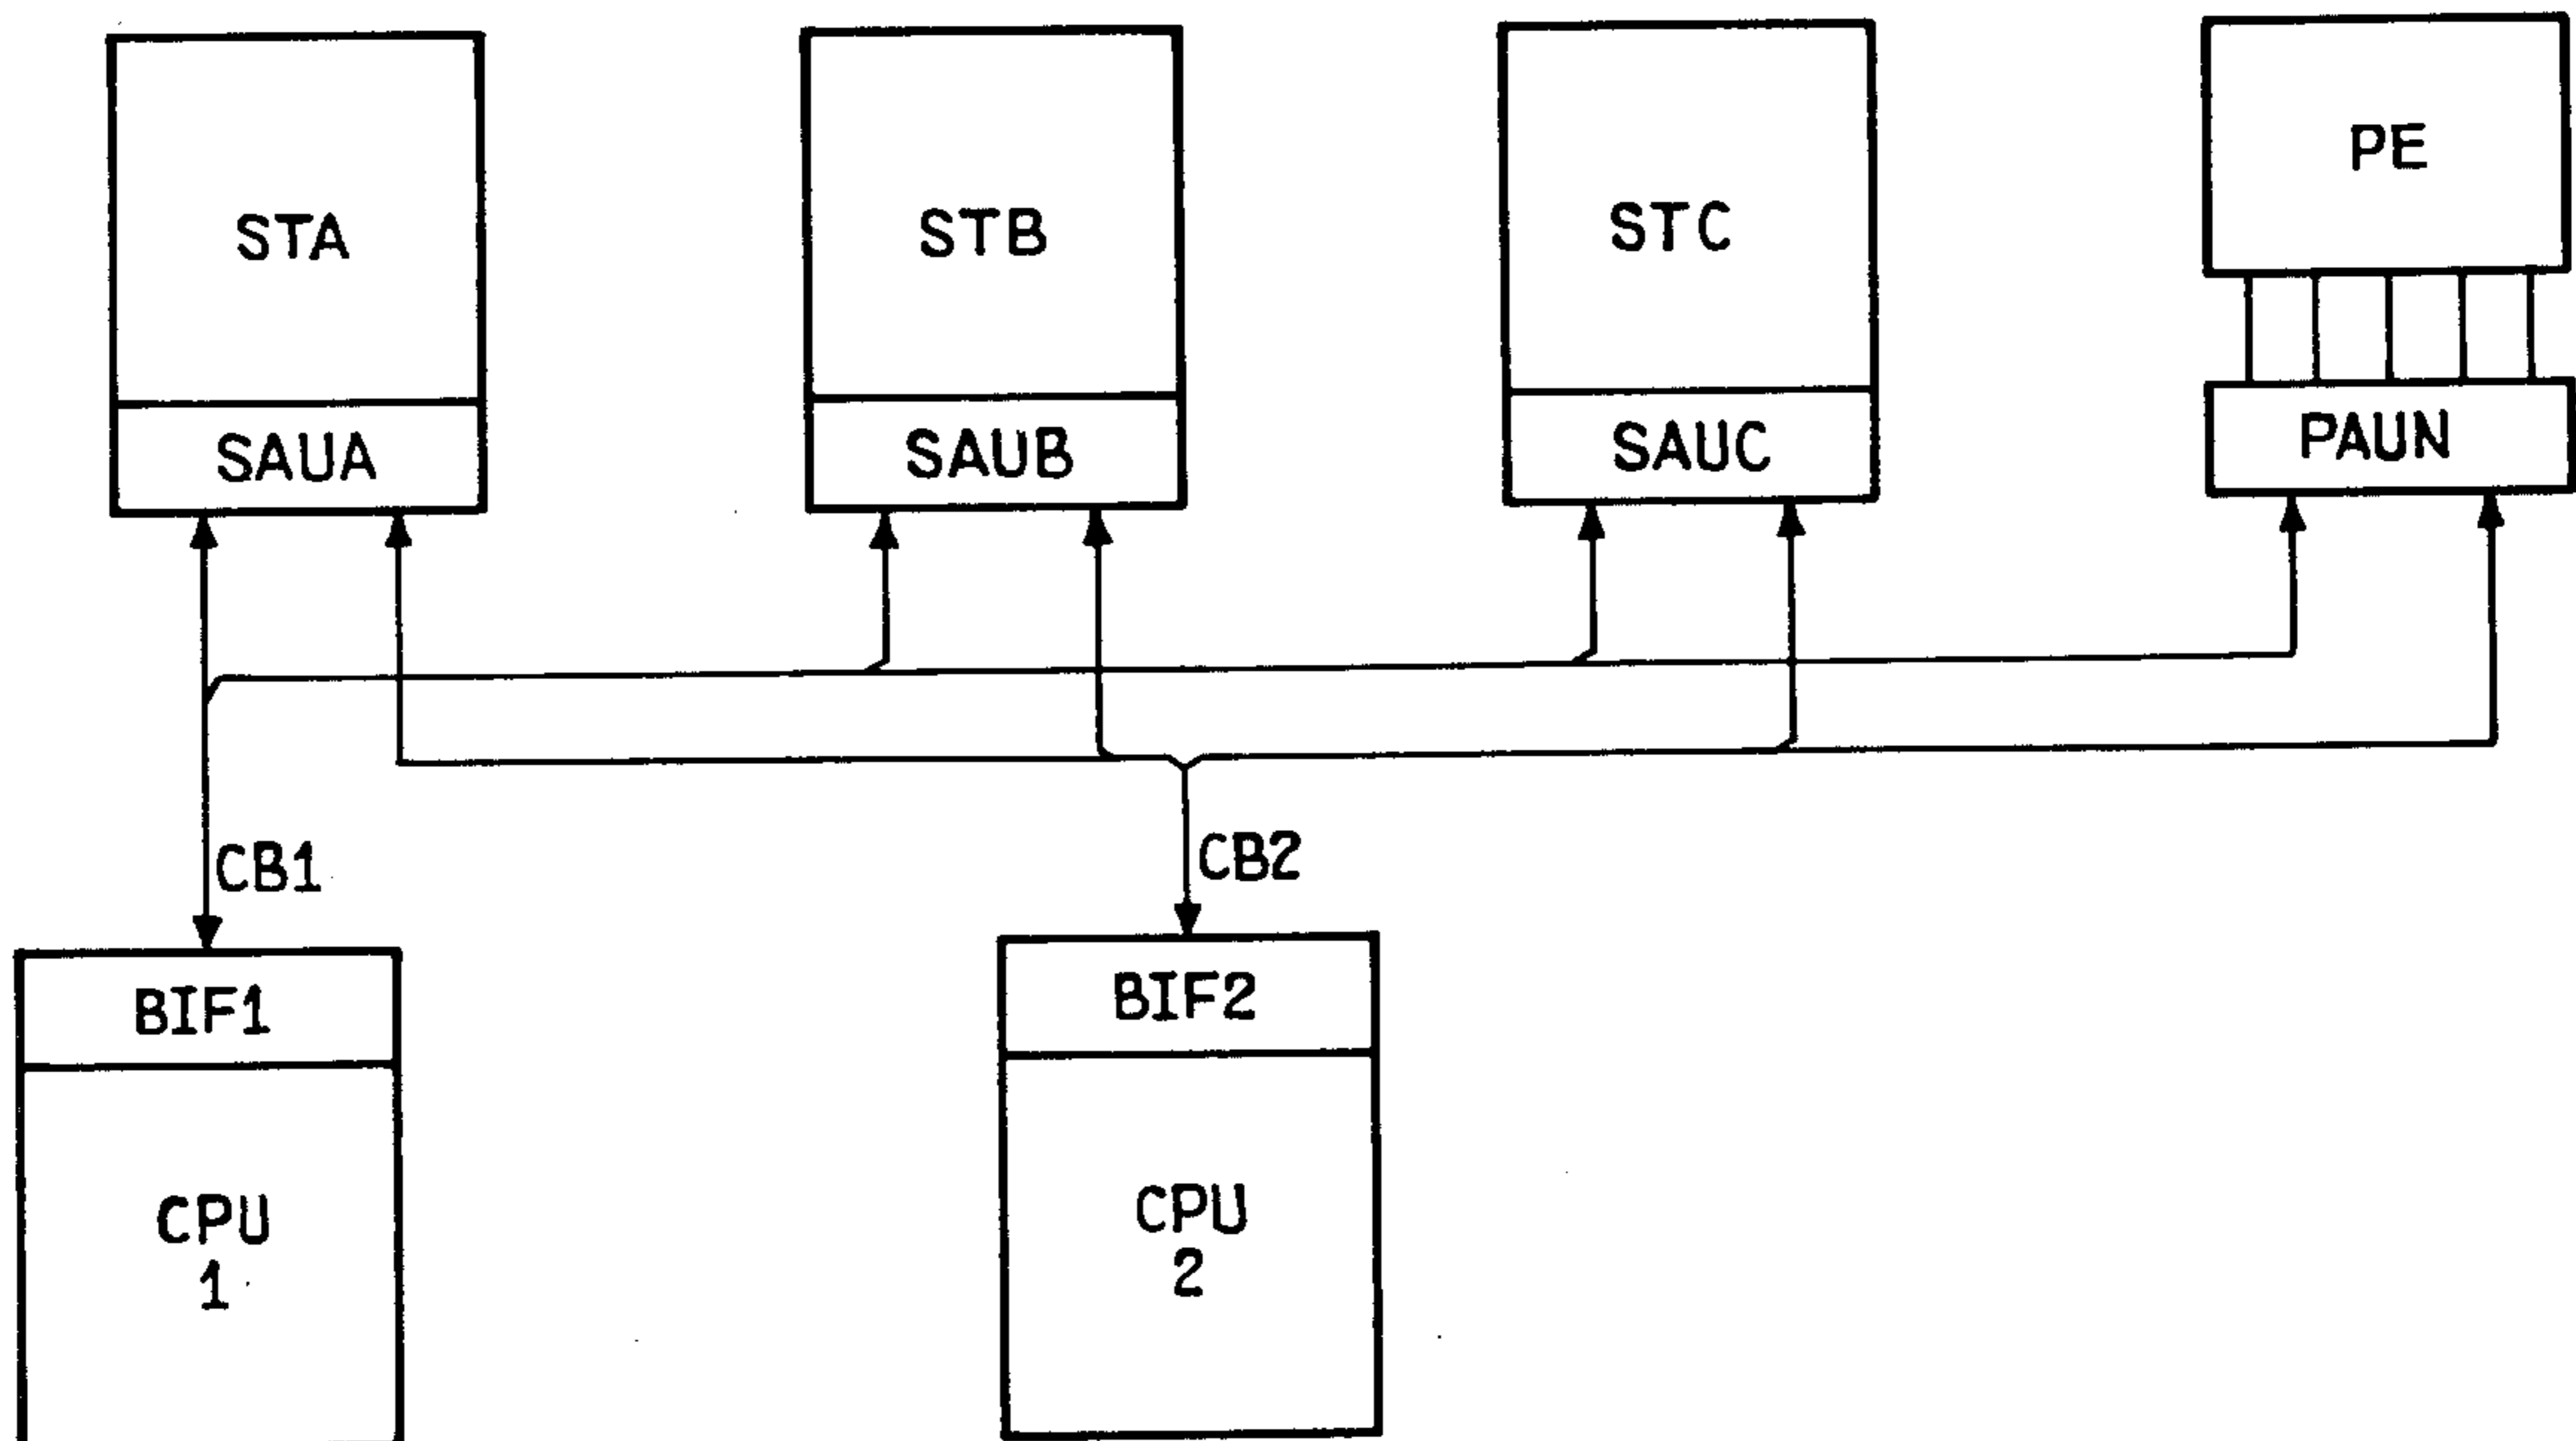 STA
STB
STC
PE
SAUA
SAUB
SAUC
PAUN
CB1
CB2
BIF1
BIF2
CPU
1
CPU
2